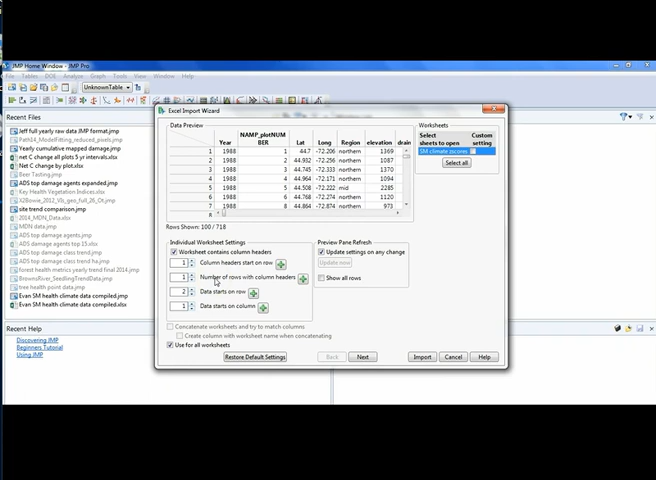 JMP Home Window - JMP Pro
File Tables DOE Analyze Graph Tools View Window Help
UnknownTable
Recent Files
Jeff full yearly raw data JMP format.jmp
Path14_ModelFitting_reduced_pixels.jmp
Yearly cumulative mapped damage.jmp
net C change all plots 5 yr intervals.xlsx
Net C change by plot.xlsx
Beer Tasting.jmp
ADS top damage agents expanded.jmp
Key Health Vegetation Indices.xlsx
X2Bowie_2012_Vls_geo_full_26_Ot.jmp
site trend comparison.jmp
2014_MDN_Data.xlsx
MDN data.jmp
ADS top damage agents.jmp
ADS top damage agents top 15.jmp
ADS top damage trend ha.jmp
forest health metrics yearly trend final 2014.jmp
BrownsRiver_SeedlingTrendData.jmp
tree health point data.jmp
Evan SM health climate data compiled.jmp
Evan SM health climate data compiled.xlsx
Recent Help
Discovering JMP
Beginners Tutorial
Using JMP
Excel Import Wizard
Data Preview
Year NAMP_plotNUMBER Lat Long Region elevation drain
1 1988 1 44.7 -72.206 northern 1369
2 1988 2 44.508 -72.256 northern 1087
3 1988 3 44.745 -72.333 northern 1370
4 1988 4 44.964 -72.171 northern 1094
5 1988 5 44.932 -72.222 mid 2285
6 1988 6 44.768 -72.274 northern 1120
7 1988 8 44.864 -72.874 northern 973
8
Rows Shown: 100 / 718
Worksheets
Select sheets to open
Custom setting
SM climate zscores
Select all
Individual Worksheet Settings
Worksheet contains column headers
1 Column headers start on row
1 Number of rows with column headers
2 Data starts on row
1 Data starts on column
Preview Pane Refresh
Update settings on any change
Update now
Show all rows
Concatenate worksheets and try to match columns
Create column with worksheet name when concatenating
Use for all worksheets
Restore Default Settings
Back
Next
Import
Cancel
Help